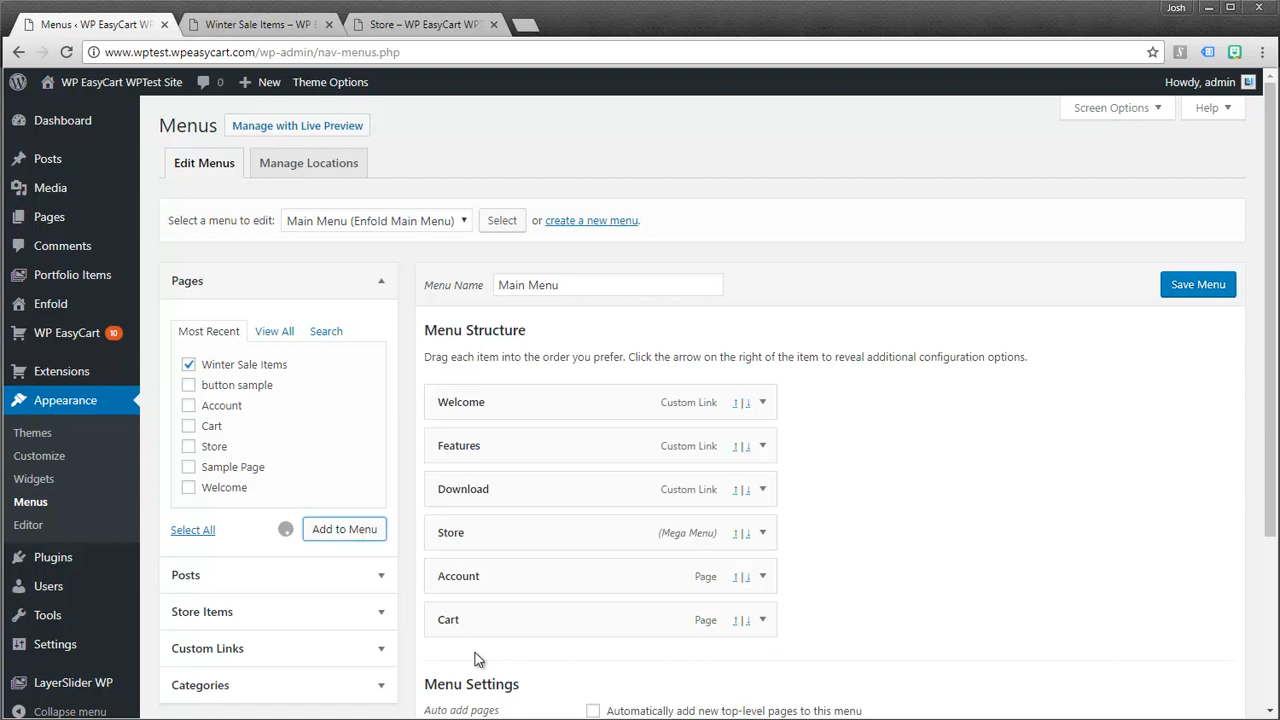 Josh
Menus ‹ WP EasyCart WP
Winter Sale Items – WP E
Store – WP EasyCart WPT
www.wptest.wpeasycart.com/wp-admin/nav-menus.php
WP EasyCart WPTest Site
0
New
Theme Options
Howdy, admin
Dashboard
Posts
Media
Pages
Comments
Portfolio Items
Enfold
WP EasyCart 10
Extensions
Appearance
Themes
Customize
Widgets
Menus
Editor
Plugins
Users
Tools
Settings
LayerSlider WP
Collapse menu
Screen Options
Help
Menus
Manage with Live Preview
Edit Menus
Manage Locations
Select a menu to edit:
Main Menu (Enfold Main Menu)
Select
or create a new menu.
Pages
Most Recent
View All
Search
Winter Sale Items
button sample
Account
Cart
Store
Sample Page
Welcome
Select All
Add to Menu
Posts
Store Items
Custom Links
Categories
Menu Name
Main Menu
Save Menu
Menu Structure
Drag each item into the order you prefer. Click the arrow on the right of the item to reveal additional configuration options.
Welcome
Custom Link
↑|↓
Features
Custom Link
↑|↓
Download
Custom Link
↑|↓
Store
(Mega Menu)
↑|↓
Account
Page
↑|↓
Cart
Page
↑|↓
Menu Settings
Auto add pages
Automatically add new top-level pages to this menu